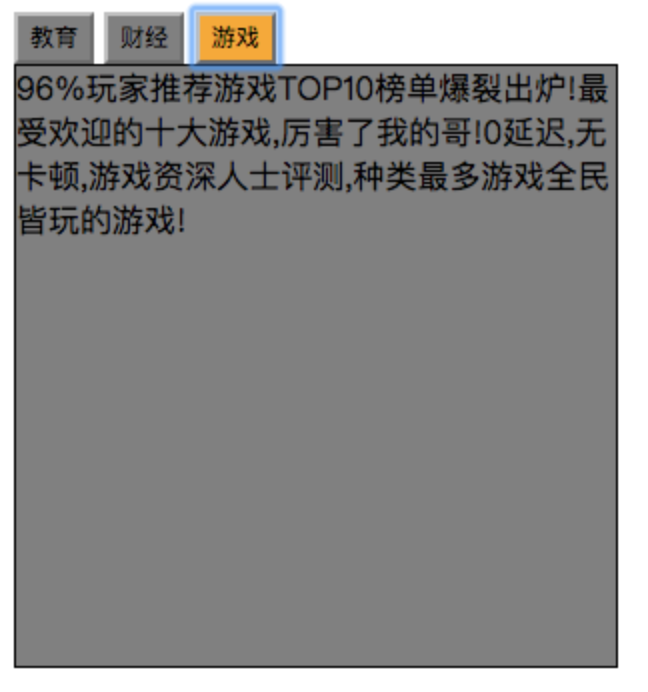 教育 财经 游戏
96%玩家推荐游戏TOP10榜单爆裂出炉!最
受欢迎的十大游戏,厉害了我的哥!0延迟,无
卡顿,游戏资深人士评测,种类最多游戏全民
皆玩的游戏!